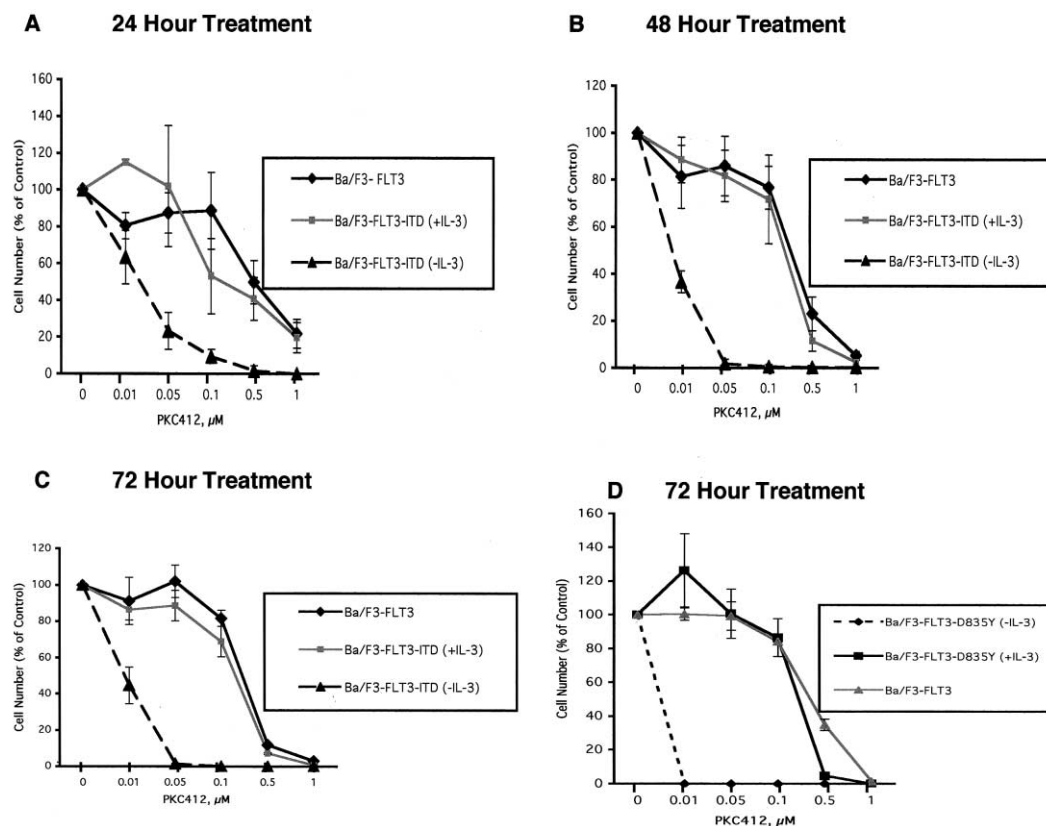 A 24 Hour Treatment
160
140
120
100
80
60
40
20
0
Cell Number (% of Control)
0 0.01 0.05 0.1 0.5 1
PKC412, µM
Ba/F3- FLT3
Ba/F3-FLT3-ITD (+IL-3)
Ba/F3-FLT3-ITD (-IL-3)
B 48 Hour Treatment
120
100
80
60
40
20
0
Cell Number (% of Control)
0 0.01 0.05 0.1 0.5 1
PKC412, µM
Ba/F3-FLT3
Ba/F3-FLT3-ITD (+IL-3)
Ba/F3-FLT3-ITD (-IL-3)
C 72 Hour Treatment
120
100
80
60
40
20
0
Cell Number (% of Control)
0 0.01 0.05 0.1 0.5 1
PKC412, µM
Ba/F3-FLT3
Ba/F3-FLT3-ITD (+IL-3)
Ba/F3-FLT3-ITD (-IL-3)
D 72 Hour Treatment
160
140
120
100
80
60
40
20
0
Cell Number (% of Control)
0 0.01 0.05 0.1 0.5 1
PKC412, µM
Ba/F3-FLT3-D835Y (-IL-3)
Ba/F3-FLT3-D835Y (+IL-3)
Ba/F3-FLT3